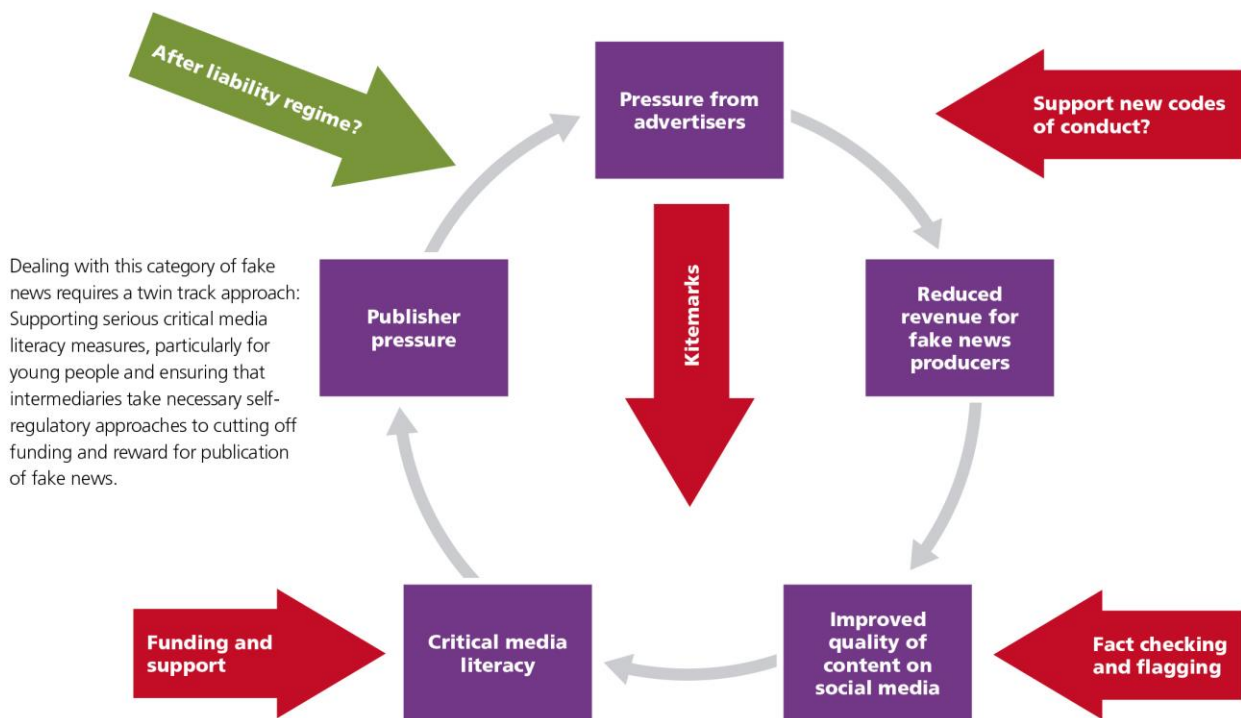 After liability regime?
Pressure from
advertisers
Support new codes
of conduct?
Dealing with this category of fake
news requires a twin track approach:
Supporting serious critical media
literacy measures, particularly for
young people and ensuring that
intermediaries take necessary self-
regulatory approaches to cutting off
funding and reward for publication
of fake news.
Publisher
pressure
Kitemarks
Reduced
revenue for
fake news
producers
Funding and
support
Critical media
literacy
Improved
quality of
content on
social media
Fact checking
and flagging